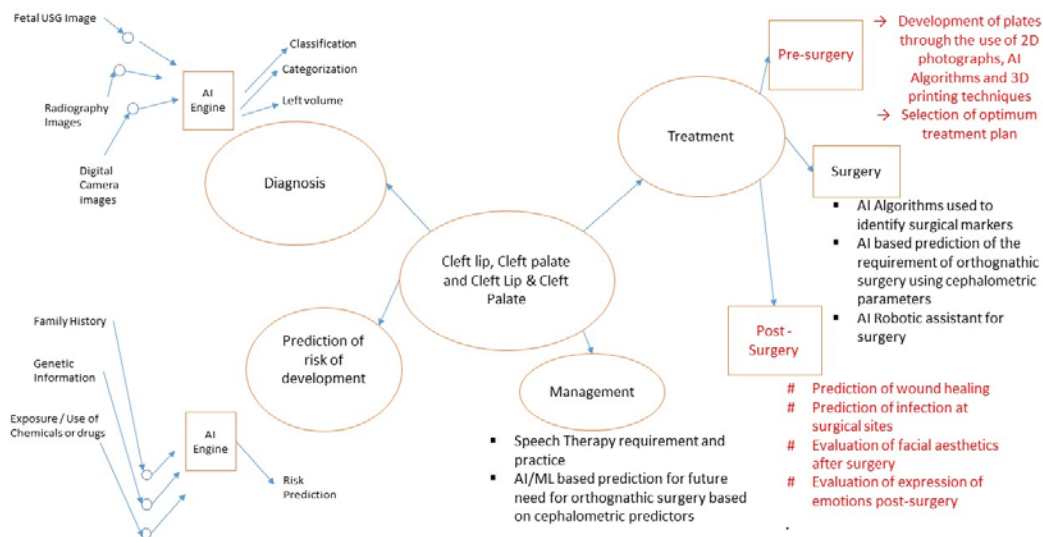 Fetal USG Image
Radiography
Images
Digital
Camera
images
AI
Engine
Classification
Categorization
Left volume
Diagnosis
Treatment
Pre-surgery
→ Development of plates
through the use of 2D
photographs, AI
Algorithms and 3D
printing techniques
→ Selection of optimum
treatment plan
Surgery
▪ AI Algorithms used to
identify surgical markers
▪ AI based prediction of the
requirement of orthognathic
surgery using cephalometric
parameters
▪ AI Robotic assistant for
surgery
Post -
Surgery
# Prediction of wound healing
# Prediction of infection at
surgical sites
# Evaluation of facial aesthetics
after surgery
# Evaluation of expression of
emotions post-surgery
.
Cleft lip, Cleft palate
and Cleft Lip & Cleft
Palate
Prediction of
risk of
development
Management
▪ Speech Therapy requirement and
practice
▪ AI/ML based prediction for future
need for orthognathic surgery based
on cephalometric predictors
Family History
Genetic
Information
Exposure / Use of
Chemicals or drugs
AI
Engine
Risk
Prediction